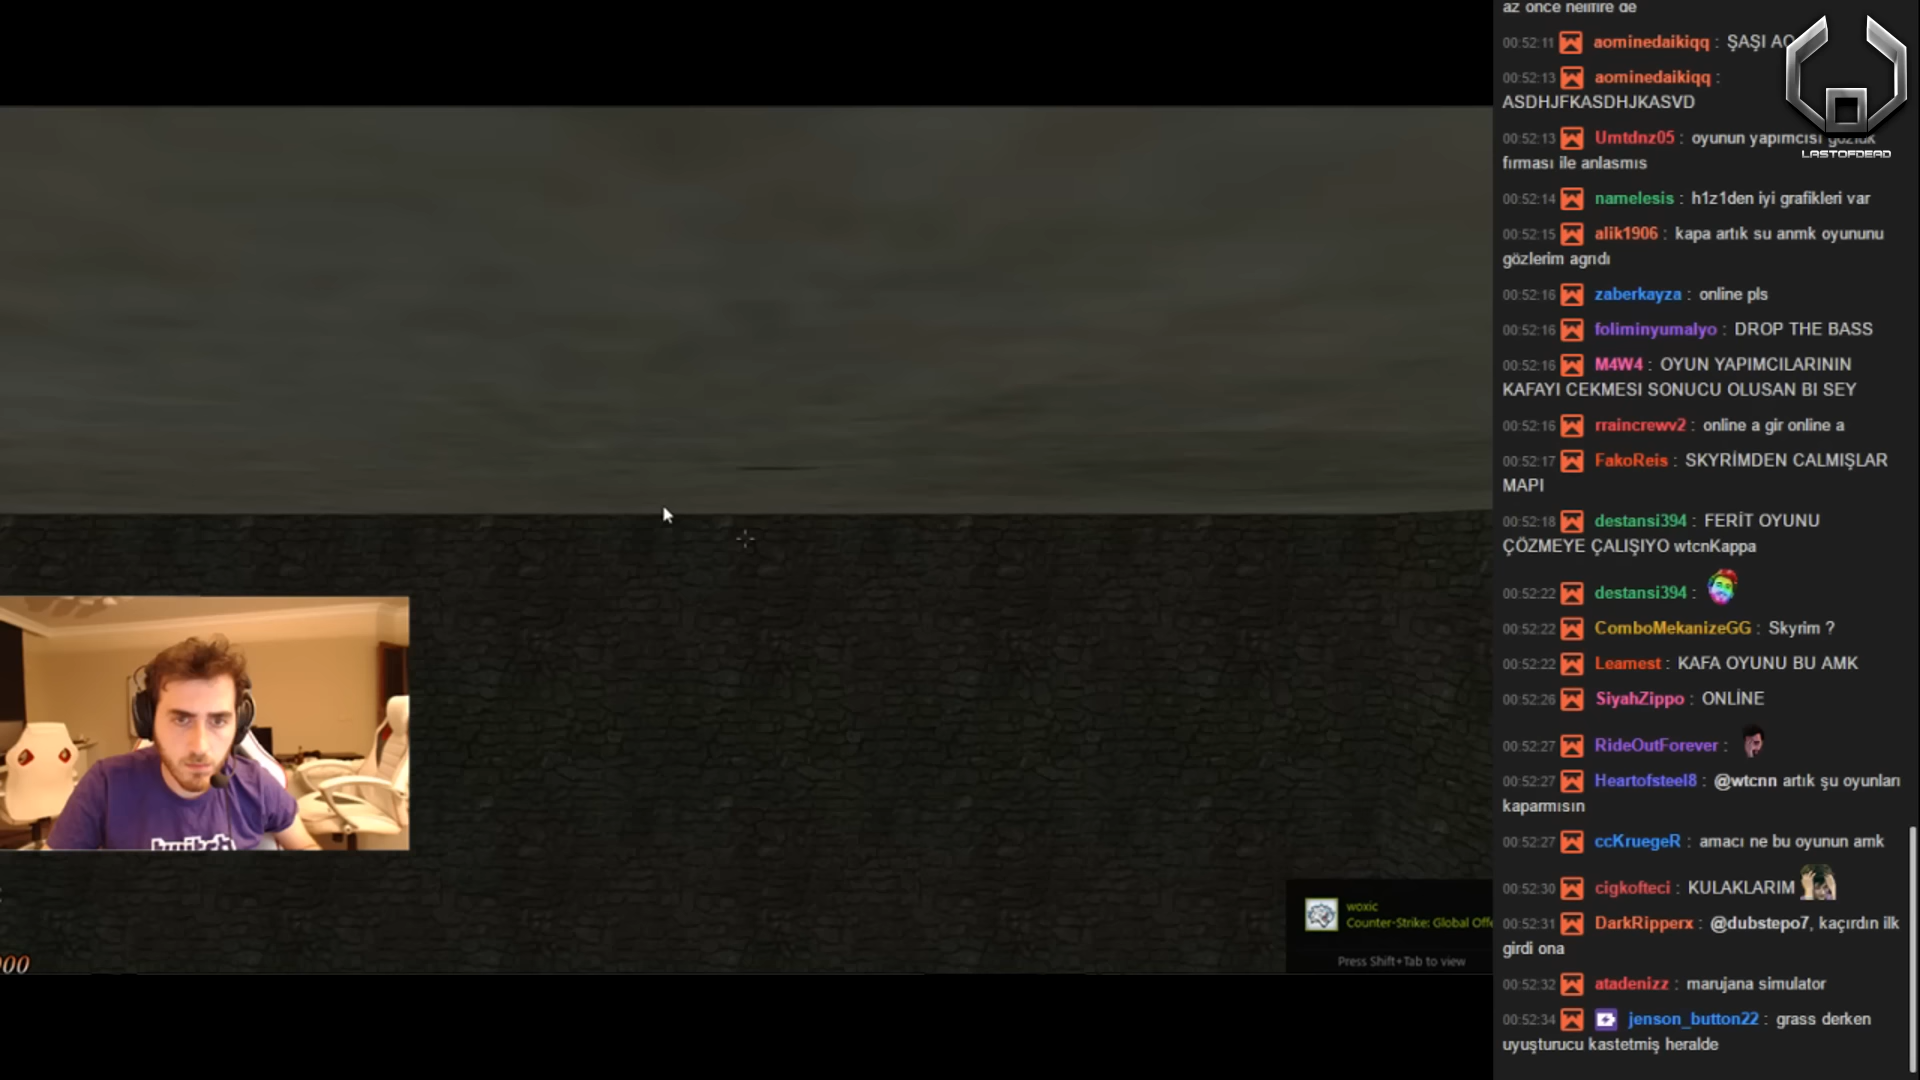 az önce
de
00:52:11 aominedaikiqq : ŞAŞI
00:52:13 aominedaikiqq :
ASDHJFKASDHJKASVD
00:52:13 Umtdnz05 : oyunun yapımcısı gözlük
firması ile anlasmıs
LASTOFDEAD
00:52:14 namelesis : h1z1den iyi grafikleri var
00:52:15 alik1906 : kapa artık su anmk oyununu
gözlerim agrıdı
00:52:16 zaberkayza : online pls
00:52:16 foliminyumalyo : DROP THE BASS
00:52:16 M4W4 : OYUN YAPIMCILARININ
KAFAYI CEKMESI SONUCU OLUSAN BI SEY
00:52:16 rraincrewv2 : online a gir online a
00:52:17 FakoReis : SKYRİMDEN CALMIŞLAR
MAPI
00:52:18 destansi394 : FERİT OYUNU
ÇÖZMEYE ÇALIŞIYO wtcnKappa
00:52:22 destansi394 :
00:52:22 ComboMekanizeGG : Skyrim ?
00:52:22 Leamest : KAFA OYUNU BU AMK
00:52:26 SiyahZippo : ONLİNE
00:52:27 RideOutForever :
00:52:27 Heartofsteel8 : @wtcnn artık şu oyunları
kaparmısın
00:52:27 ccKruegeR : amacı ne bu oyunun amk
00:52:30 cigkofteci : KULAKLARIM
00:52:31 DarkRipperx : @dubstepo7, kaçırdın ilk
girdi ona
00:52:32 atadenizz : marujana simulator
00:52:34 jenson_button22 : grass derken
uyuşturucu kastetmiş heralde
twitch
woxic
Counter-Strike: Global Offe
Press Shift+Tab to view
000